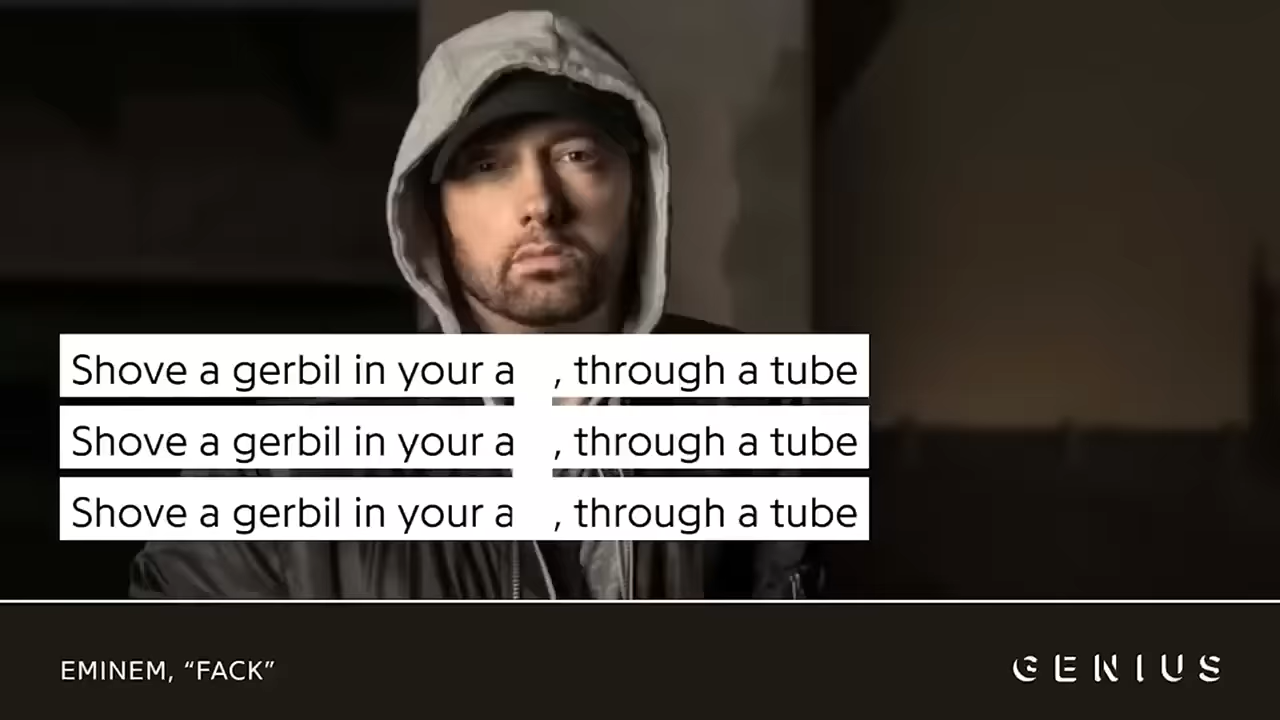 Shove a gerbil in your a , through a tube
Shove a gerbil in your a , through a tube
Shove a gerbil in your a , through a tube
EMINEM, “FACK”
GENIUS